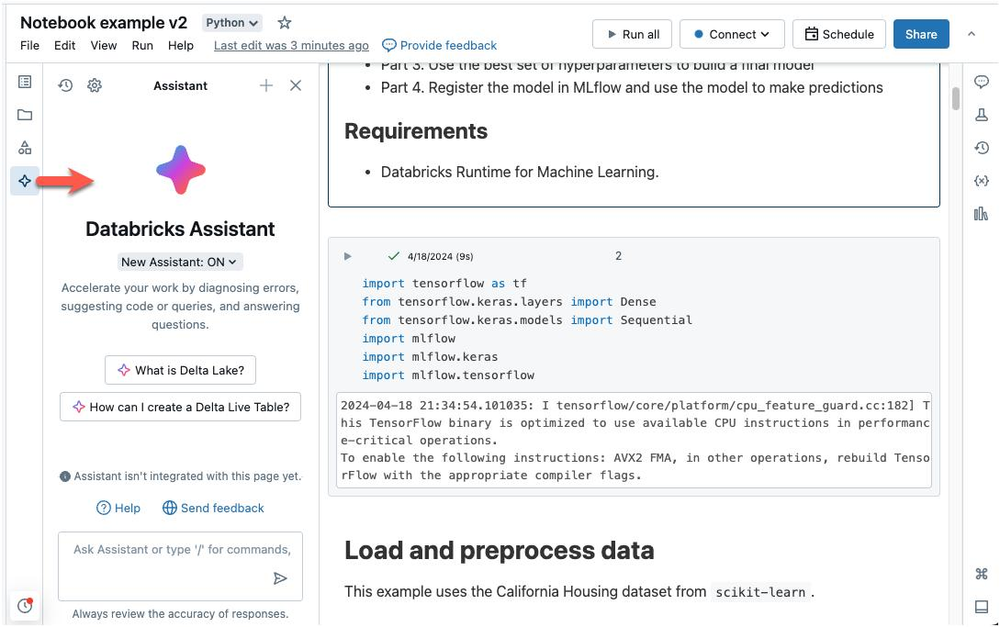 Notebook example v2 Python
File Edit View Run Help Last edit was 3 minutes ago Provide feedback
Run all Connect Schedule Share
Assistant
Databricks Assistant
New Assistant: ON
Accelerate your work by diagnosing errors,
suggesting code or queries, and answering
questions.
What is Delta Lake?
How can I create a Delta Live Table?
Assistant isn't integrated with this page yet.
Help Send feedback
Ask Assistant or type '/' for commands,
Always review the accuracy of responses.
• Part 3. Use the best set of hyperparameters to build a final model
• Part 4. Register the model in MLflow and use the model to make predictions
Requirements
• Databricks Runtime for Machine Learning.
4/18/2024 (9s) 2
import tensorflow as tf
from tensorflow.keras.layers import Dense
from tensorflow.keras.models import Sequential
import mlflow
import mlflow.keras
import mlflow.tensorflow
2024-04-18 21:34:54.101035: I tensorflow/core/platform/cpu_feature_guard.cc:182] T
his TensorFlow binary is optimized to use available CPU instructions in performanc
e-critical operations.
To enable the following instructions: AVX2 FMA, in other operations, rebuild Tenso
rFlow with the appropriate compiler flags.
Load and preprocess data
This example uses the California Housing dataset from scikit-learn .